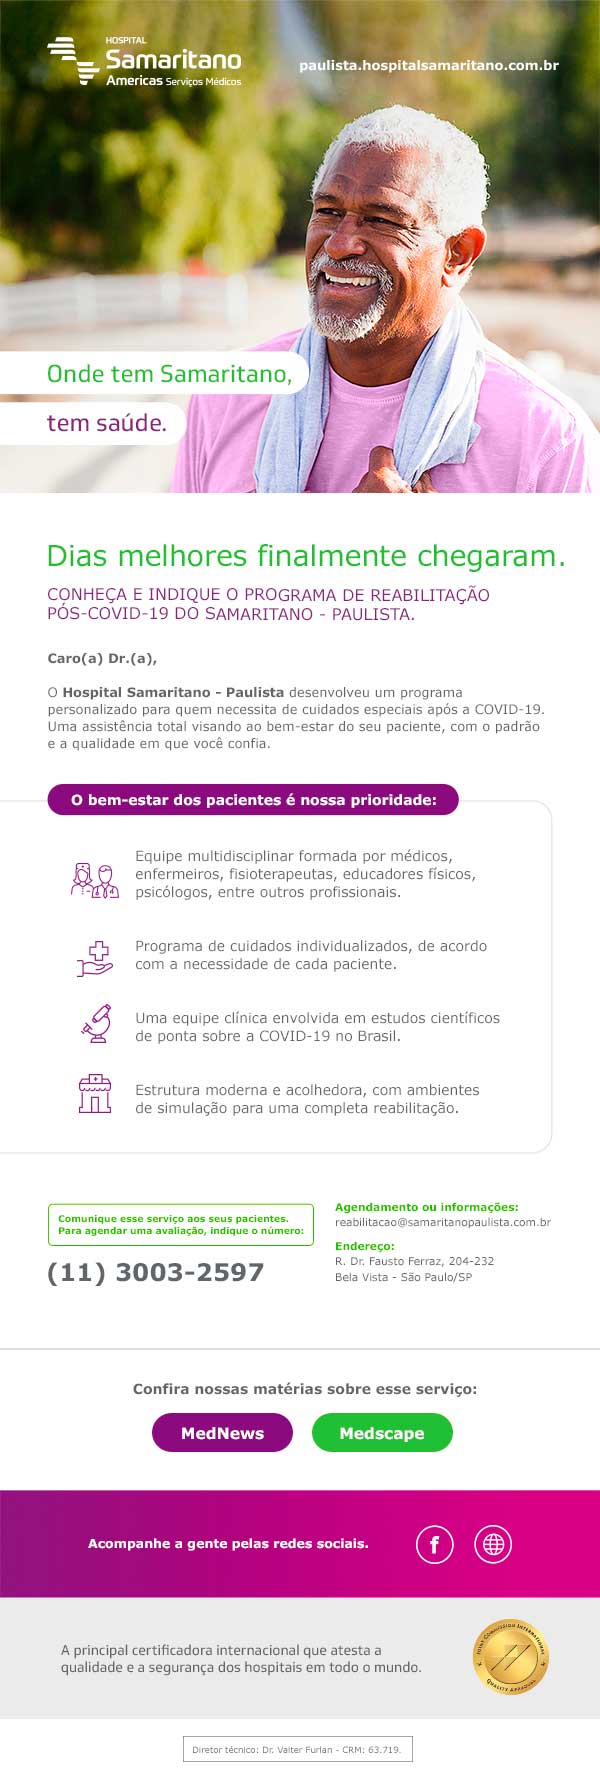 HOSPITAL
Samaritano
Americas Serviços Médicos
paulista.hospitalsamaritano.com.br
Onde tem Samaritano,
tem saúde.
Dias melhores finalmente chegaram.
CONHEÇA E INDIQUE O PROGRAMA DE REABILITAÇÃO
PÓS-COVID-19 DO SAMARITANO - PAULISTA.
Caro(a) Dr.(a),
O Hospital Samaritano - Paulista desenvolveu um programa
personalizado para quem necessita de cuidados especiais após a COVID-19.
Uma assistência total visando ao bem-estar do seu paciente, com o padrão
e a qualidade em que você confia.
O bem-estar dos pacientes é nossa prioridade:
Equipe multidisciplinar formada por médicos,
enfermeiros, fisioterapeutas, educadores físicos,
psicólogos, entre outros profissionais.
Programa de cuidados individualizados, de acordo
com a necessidade de cada paciente.
Uma equipe clínica envolvida em estudos científicos
de ponta sobre a COVID-19 no Brasil.
Estrutura moderna e acolhedora, com ambientes
de simulação para uma completa reabilitação.
Comunique esse serviço aos seus pacientes.
Para agendar uma avaliação, indique o número:
(11) 3003-2597
Agendamento ou informações:
reabilitacao@samaritanopaulista.com.br
Endereço:
R. Dr. Fausto Ferraz, 204-232
Bela Vista - São Paulo/SP
Confira nossas matérias sobre esse serviço:
MedNews
Medscape
Acompanhe a gente pelas redes sociais.
f
A principal certificadora internacional que atesta a
qualidade e a segurança dos hospitais em todo o mundo.
JOINT COMMISSION INTERNATIONAL
QUALITY APPROVAL
Diretor técnico: Dr. Valter Furlan - CRM: 63.719.